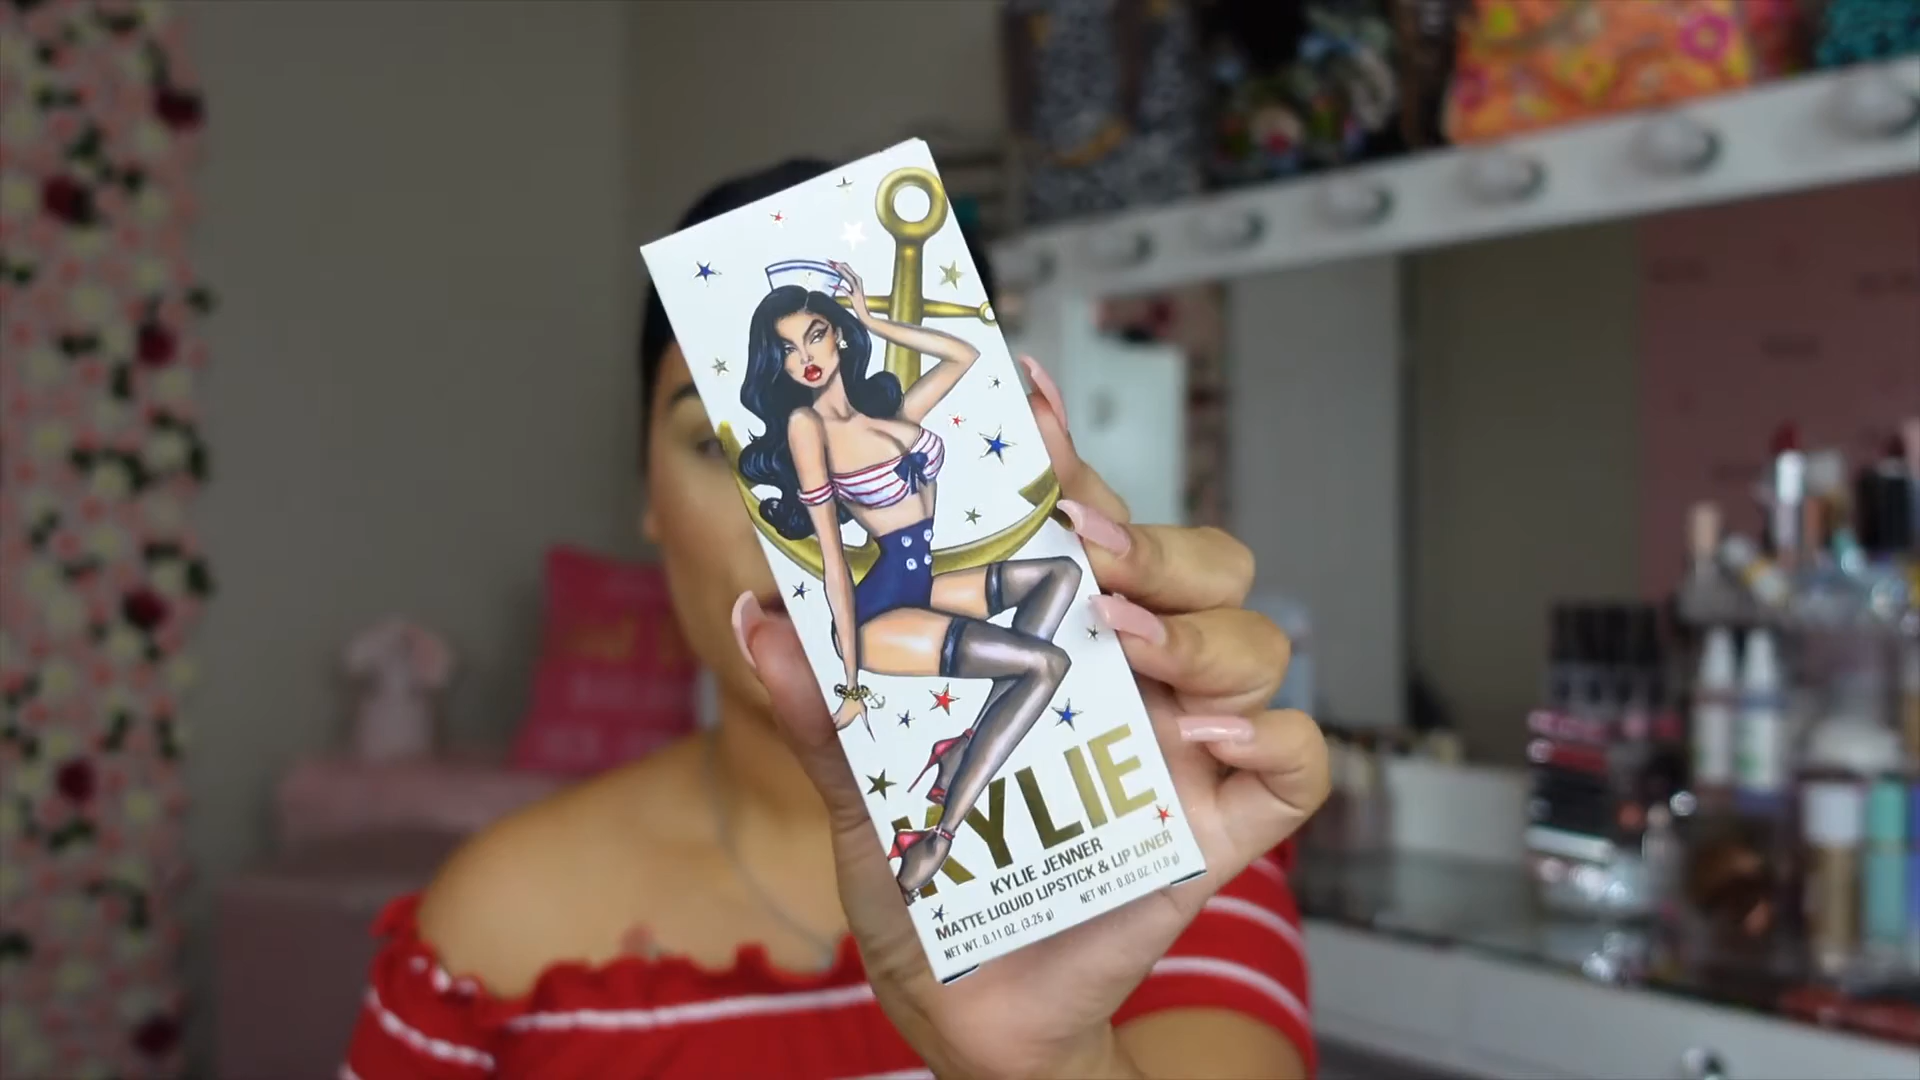 KYLIE
KYLIE JENNER
MATTE LIQUID LIPSTICK & LIP LINER
NET WT. 0.11 OZ. (3.25 g) NET WT. 0.03 OZ. (1.0 g)